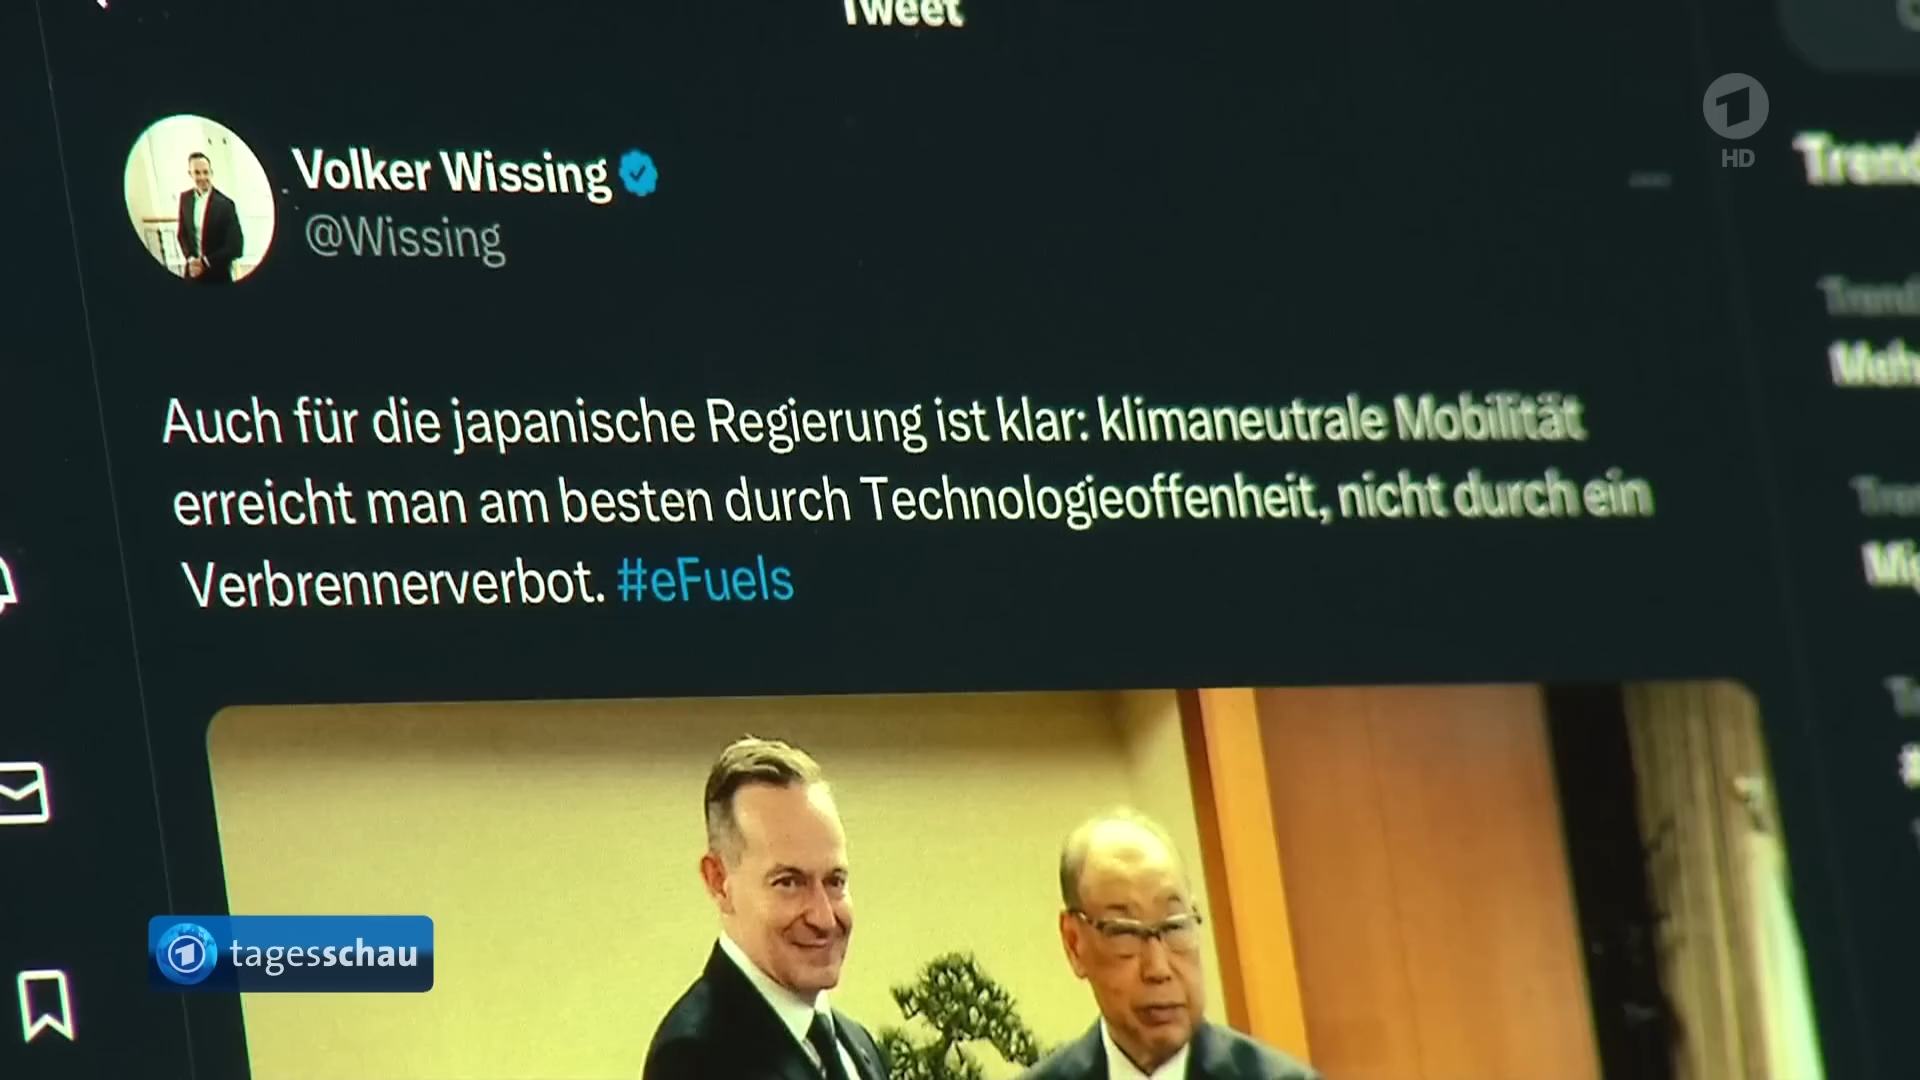 Tweet
HD
Volker Wissing
@Wissing
Auch für die japanische Regierung ist klar: klimaneutrale Mobilität
erreicht man am besten durch Technologieoffenheit, nicht durch ein
Verbrennerverbot. #eFuels
tagesschau